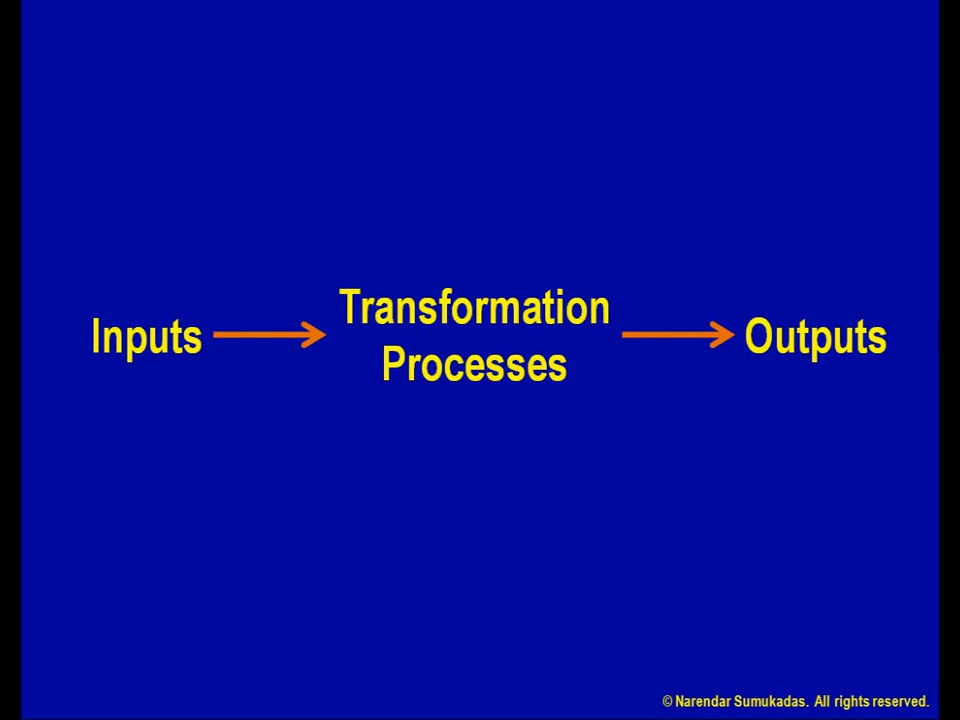 Inputs
Transformation
Processes
Outputs
© Narendar Sumukadas. All rights reserved.